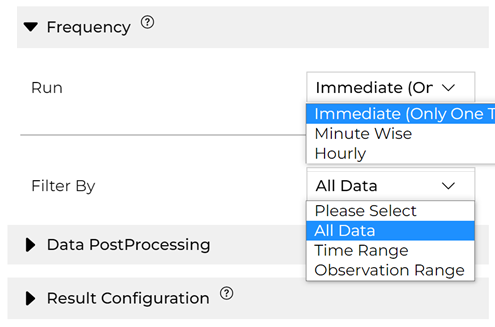 Frequency ?
Run
Immediate (Or
Immediate (Only One T
Minute Wise
Hourly
Filter By
All Data
Please Select
All Data
Time Range
Observation Range
Data PostProcessing
Result Configuration ?